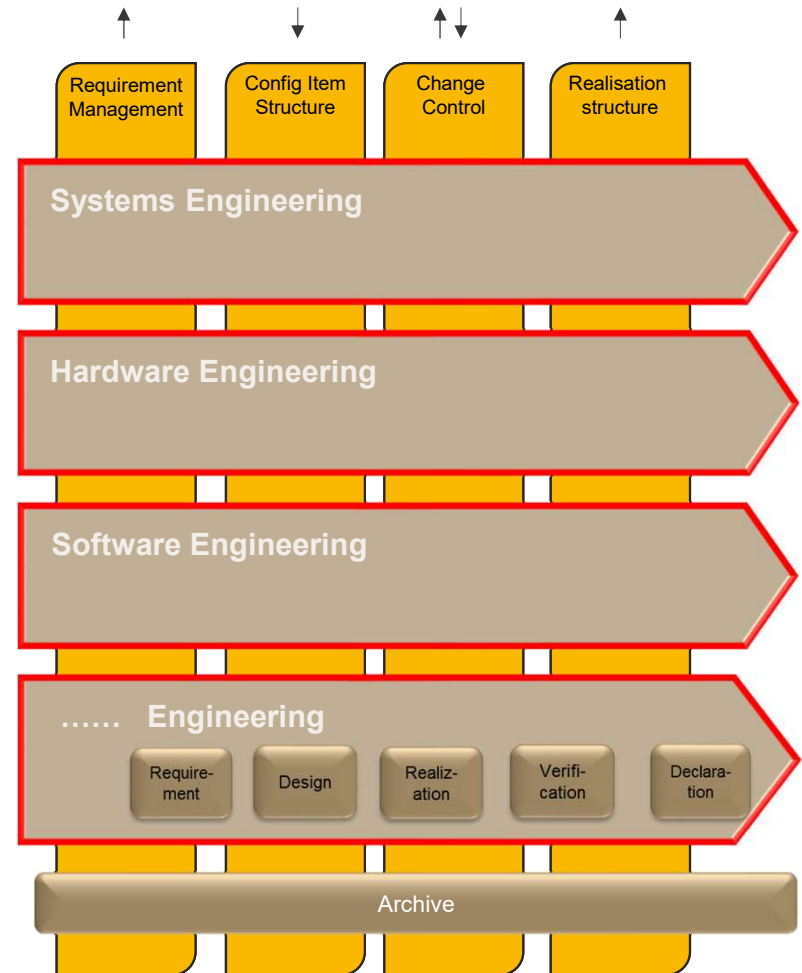 Requirement
Management
Config Item
Structure
Change
Control
Realisation
structure
Systems Engineering
Hardware Engineering
Software Engineering
…… Engineering
Require-
ment
Design
Realiz-
ation
Verifi-
cation
Declara-
tion
Archive